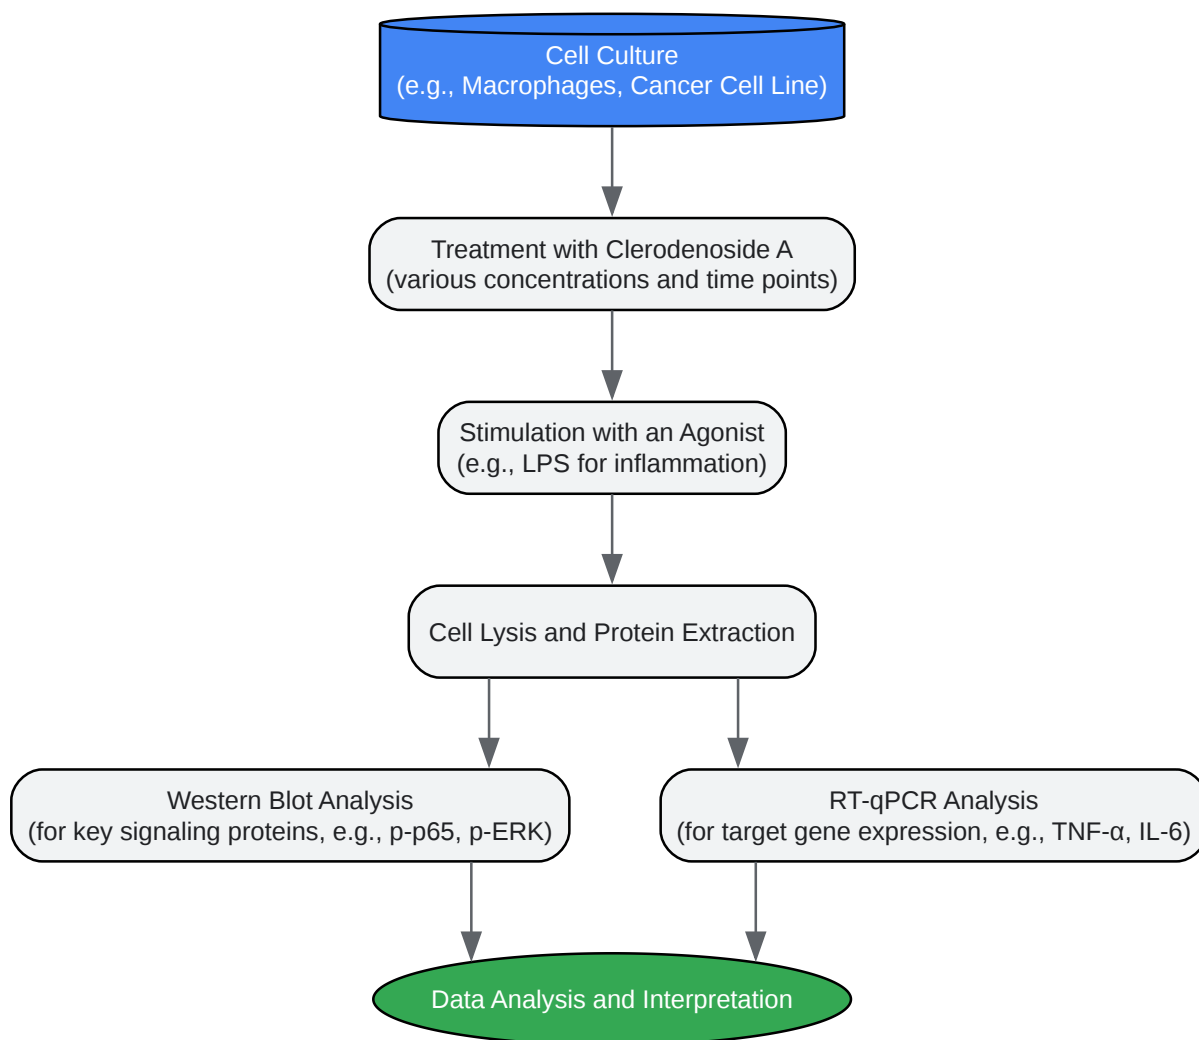 Cell Culture
(e.g., Macrophages, Cancer Cell Line)
Treatment with Clerodenoside A
(various concentrations and time points)
Stimulation with an Agonist
(e.g., LPS for inflammation)
Cell Lysis and Protein Extraction
Western Blot Analysis
(for key signaling proteins, e.g., p-p65, p-ERK)
RT-qPCR Analysis
(for target gene expression, e.g., TNF-α, IL-6)
Data Analysis and Interpretation